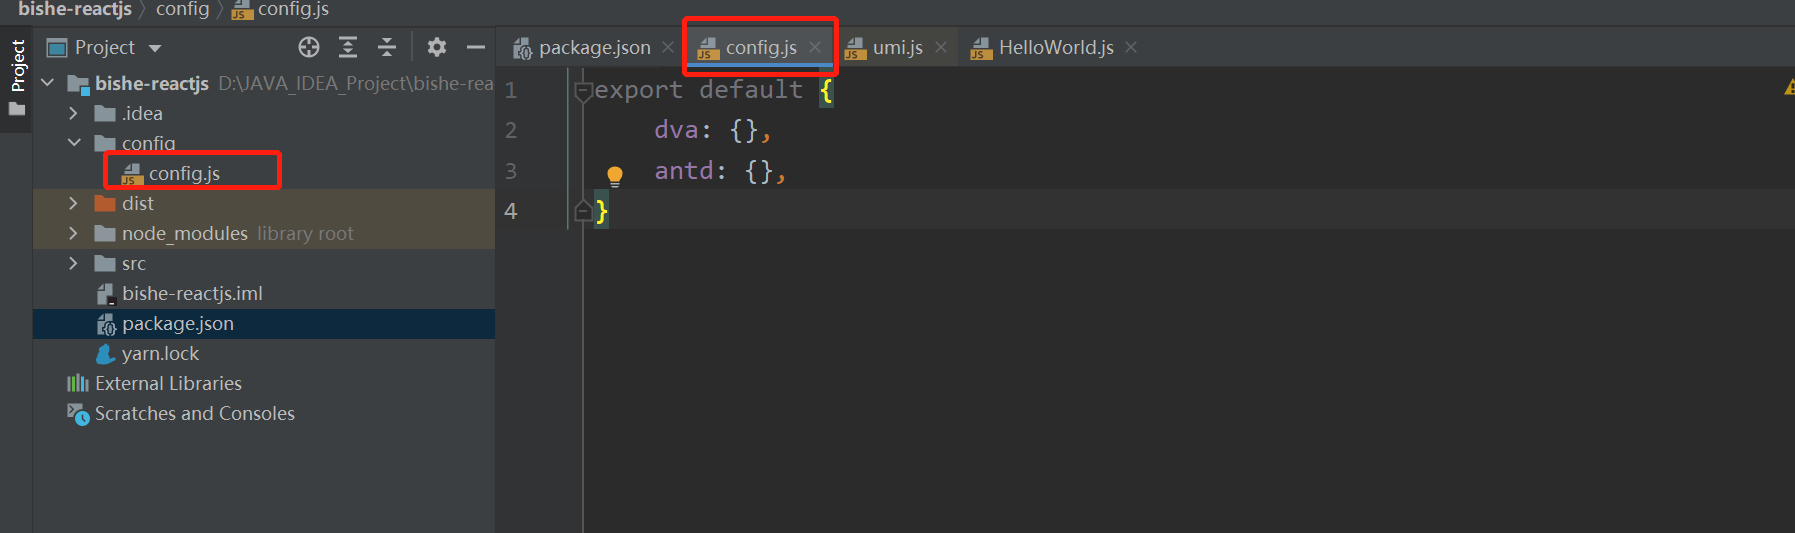 bishe-reactjs 〉 config 〉 config.js
Project
Project
bishe-reactjs D:\JAVA_IDEA_Project\bishe-rea
.idea
config
config.js
dist
node_modules library root
src
bishe-reactjs.iml
package.json
yarn.lock
External Libraries
Scratches and Consoles
package.json config.js umi.js HelloWorld.js
1 export default {
2 dva: {},
3 antd: {},
4 }